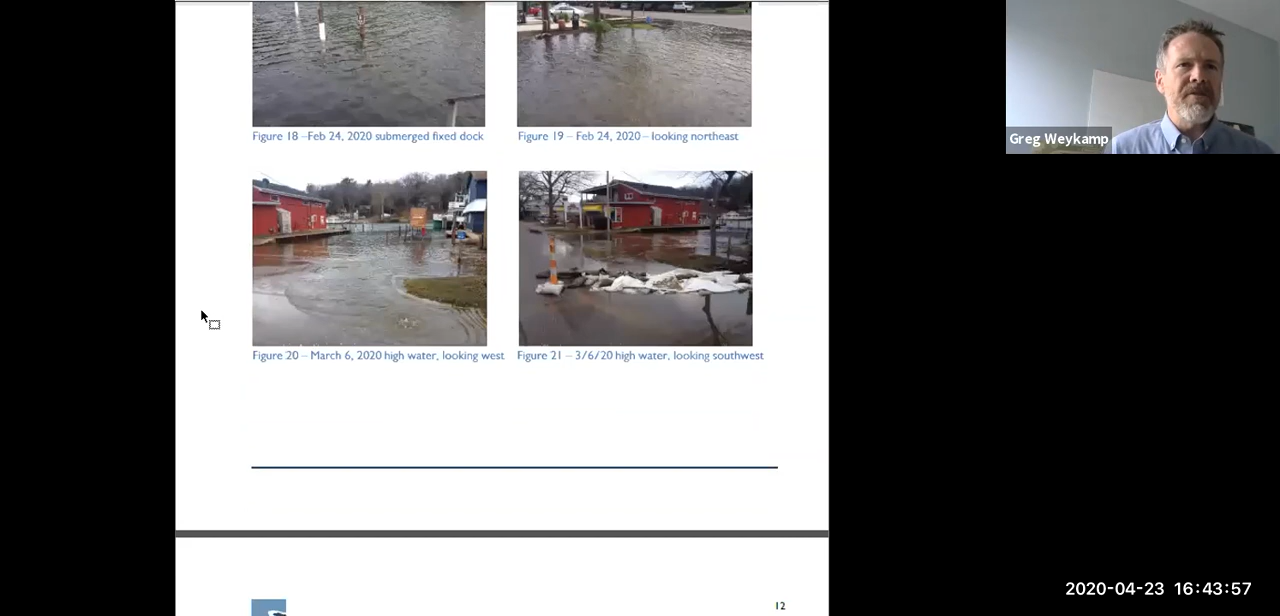 Figure 18 –Feb 24, 2020 submerged fixed dock
Figure 19 – Feb 24, 2020 – looking northeast
Greg Weykamp
Figure 20 – March 6, 2020 high water, looking west
Figure 21 – 3/6/20 high water, looking southwest
2020-04-23 16:43:57
12